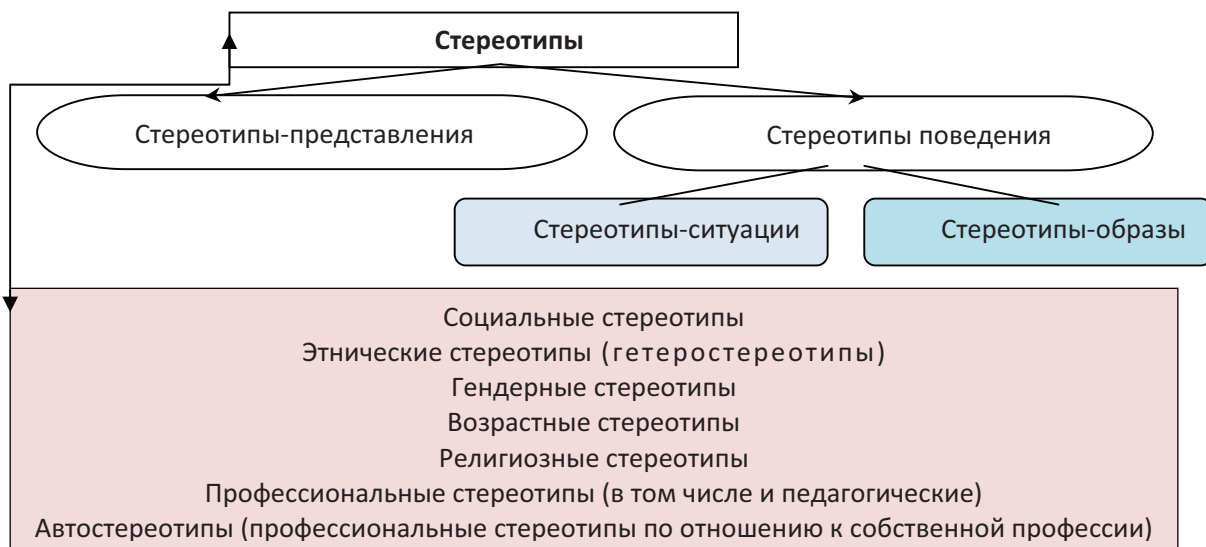 Стереотипы
Стереотипы-представления
Стереотипы поведения
Стереотипы-ситуации
Стереотипы-образы
Социальные стереотипы
Этнические стереотипы (гетеростереотипы)
Гендерные стереотипы
Возрастные стереотипы
Религиозные стереотипы
Профессиональные стереотипы (в том числе и педагогические)
Автостереотипы (профессиональные стереотипы по отношению к собственной профессии)